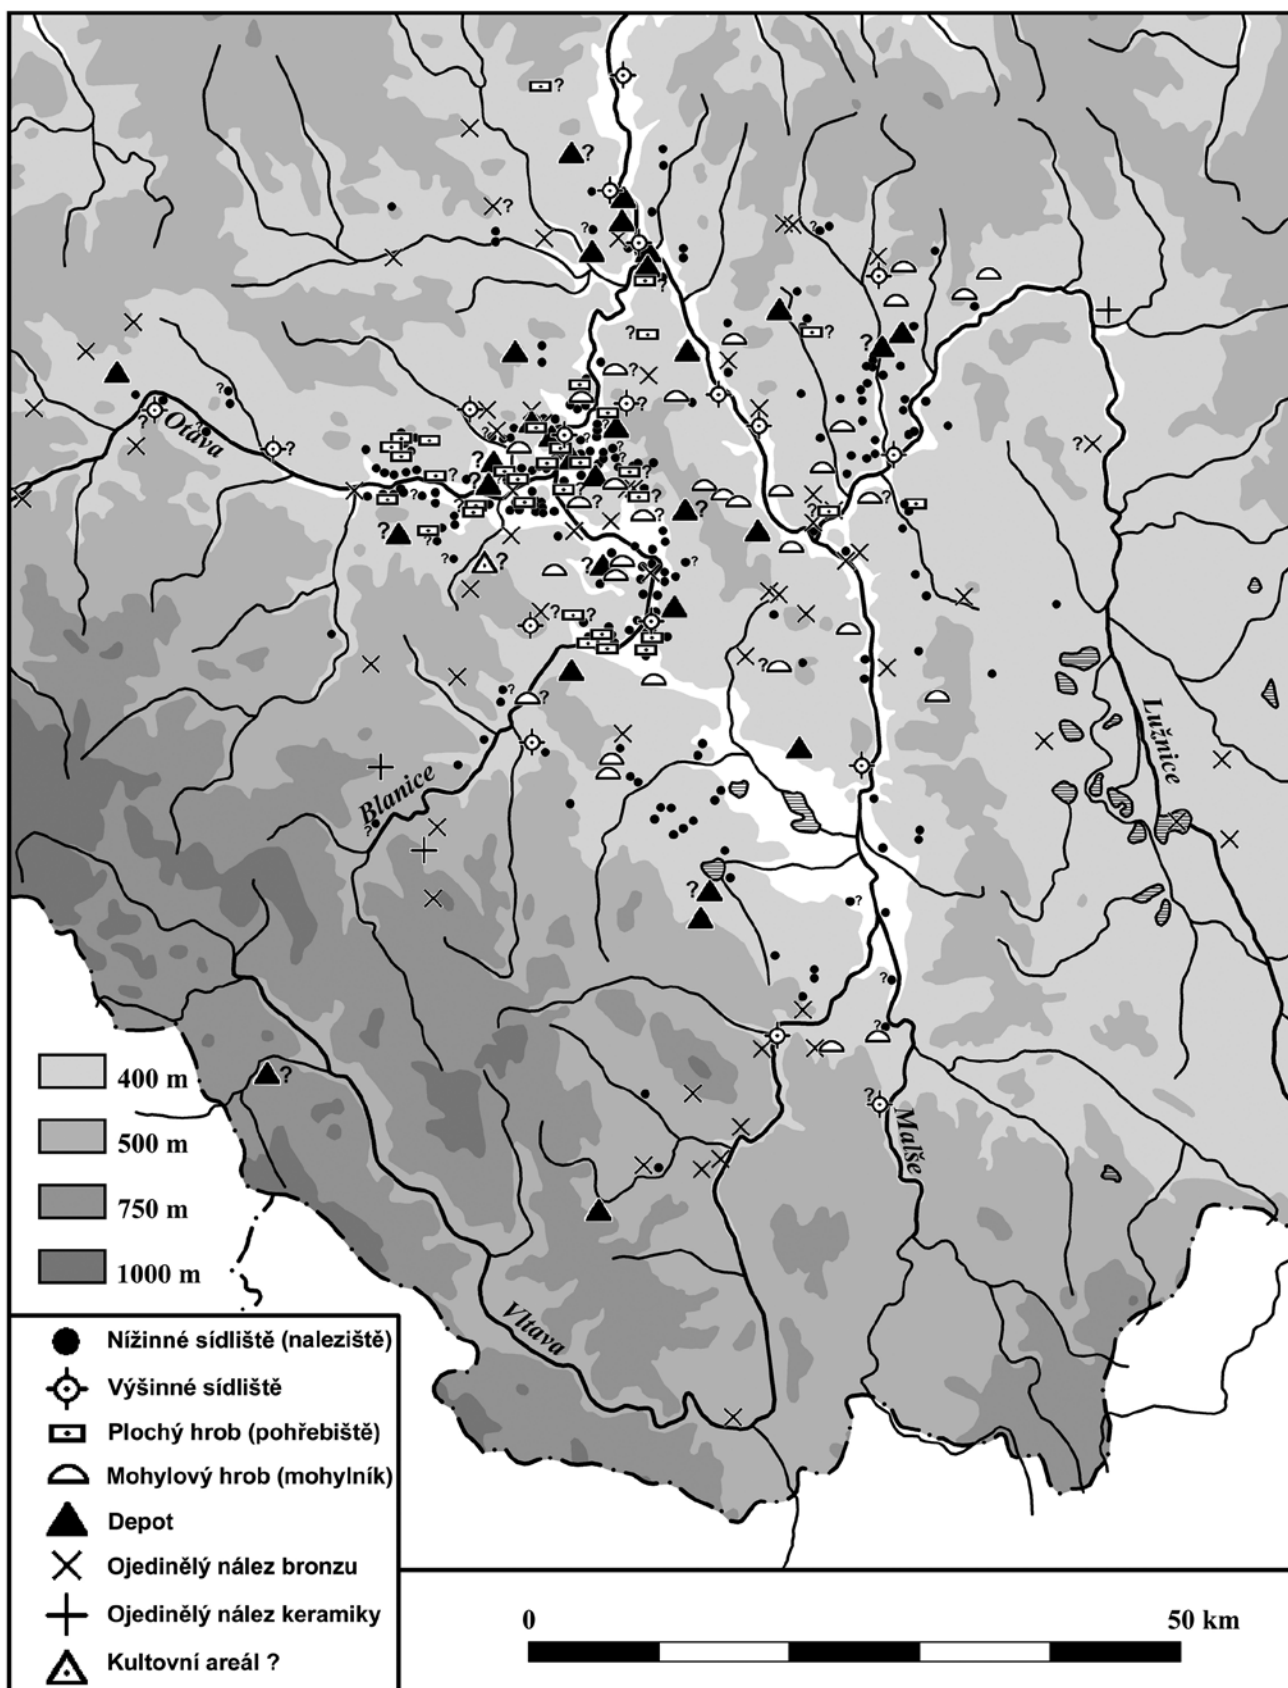 Otava
Blanice
Lužnice
Malše
Vltava
400 m
500 m
750 m
1000 m
Nížinné sídliště (naleziště)
Výšinné sídliště
Plochý hrob (pohřebiště)
Mohylový hrob (mohylník)
Depot
Ojedinělý nález bronzu
Ojedinělý nález keramiky
Kultovní areál ?
0 50 km